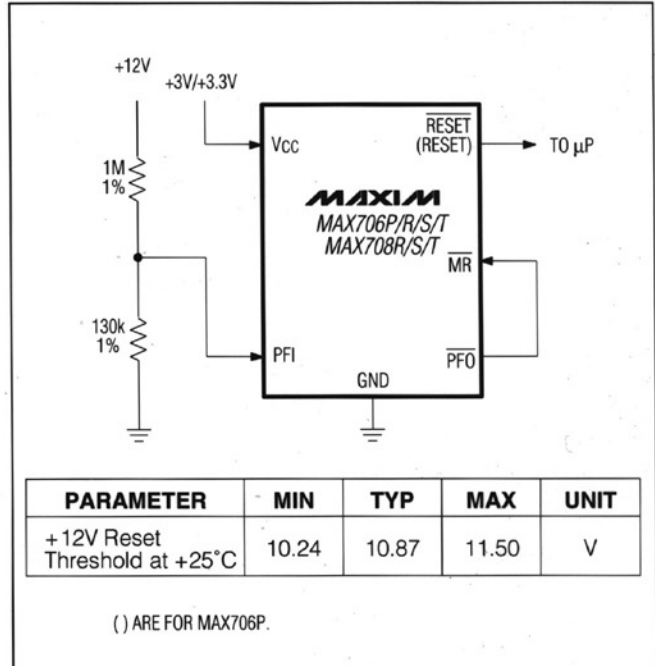 +12V
+3V/+3.3V
1M
1%
130k
1%
VCC
PFI
GND
RESET
(RESET)
TO µP
MAXIM
MAX706P/R/S/T
MAX708R/S/T
MR
PFO
PARAMETER MIN TYP MAX UNIT
+12V Reset
Threshold at +25°C 10.24 10.87 11.50 V
( ) ARE FOR MAX706P.